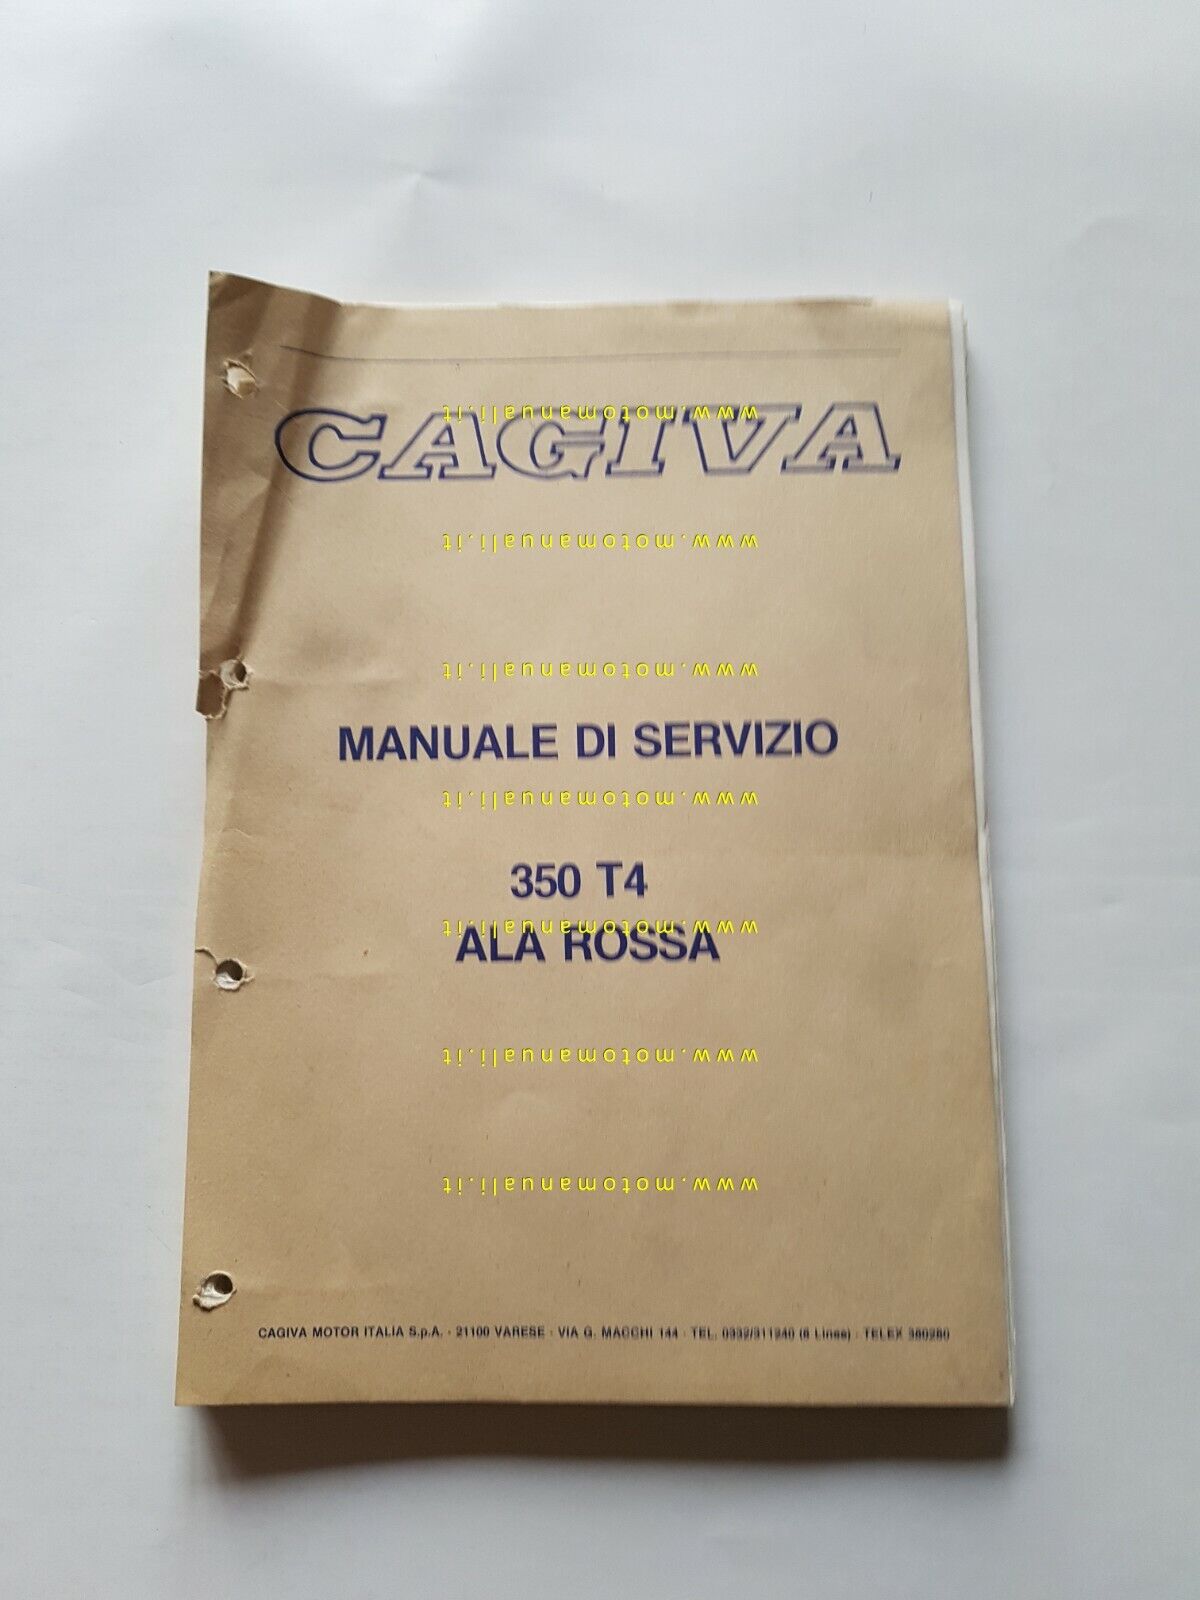 CAGIVA
www.motomanuali.it
www.motomanuali.it
www.motomanuali.it
MANUALE DI SERVIZIO
www.motomanuali.it
350 T4
www.motomanuali.it
ALA ROSSA
www.motomanuali.it
www.motomanuali.it
CAGIVA MOTOR ITALIA S.p.A. - 21100 VARESE - VIA G. MACCHI 144 - TEL. 0332/311240 (6 Linee) - TELEX 380280